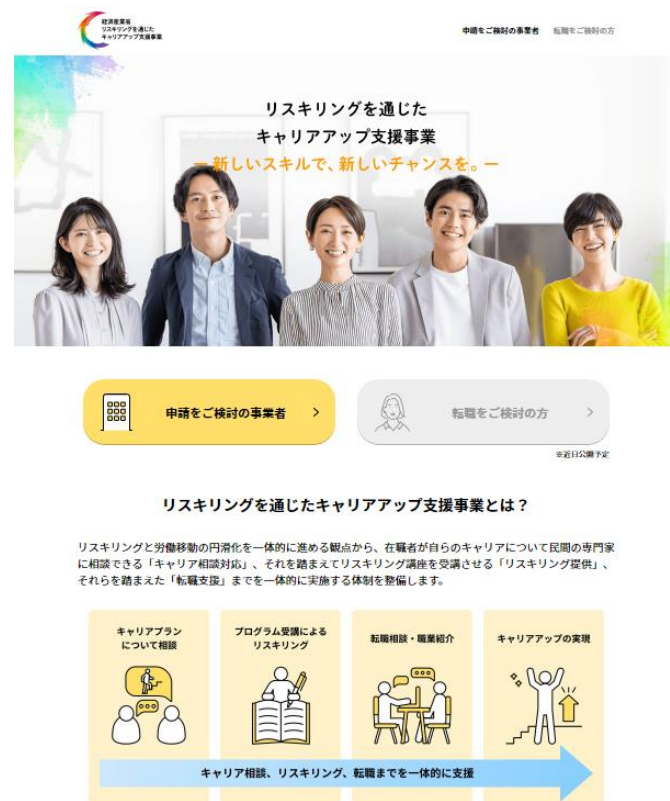 経済産業省
リスキリングを通じた
キャリアアップ支援事業
申請をご検討の事業者 転職をご検討の方
リスキリングを通じた
キャリアアップ支援事業
ー 新しいスキルで、新しいチャンスを。ー
申請をご検討の事業者
転職をご検討の方
※近日公開予定
リスキリングを通じたキャリアアップ支援事業とは？
リスキリングと労働移動の円滑化を一体的に進める観点から、在職者が自らのキャリアについて民間の専門家
に相談できる「キャリア相談対応」、それを踏まえてリスキリング講座を受講させる「リスキリング提供」、
それらを踏まえた「転職支援」までを一体的に実施する体制を整備します。
キャリアプラン
について相談
プログラム受講による
リスキリング
転職相談・職業紹介
キャリアアップの実現
キャリア相談、リスキリング、転職までを一体的に支援